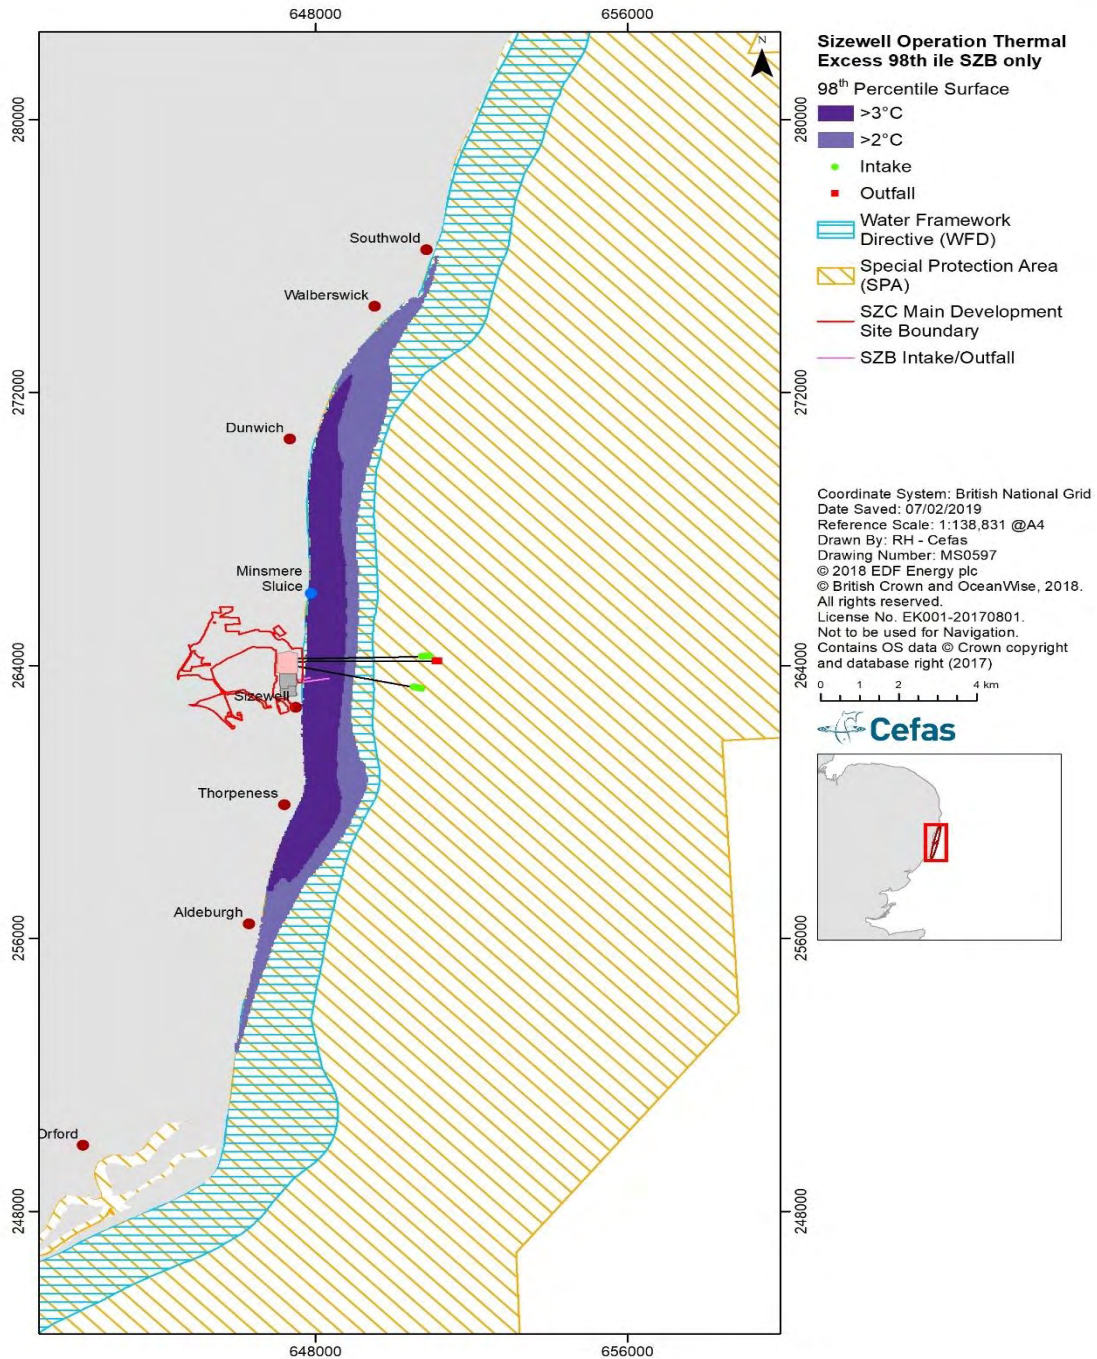 648000
656000
N
280000
280000
Southwold
Walberswick
272000
272000
Dunwich
Minsmere
Sluice
264000
264000
Sizewell
Thorpeness
Aldeburgh
256000
256000
Orford
248000
248000
648000
656000
Sizewell Operation Thermal
Excess 98th ile SZB only
98th Percentile Surface
>3°C
>2°C
Intake
Outfall
Water Framework
Directive (WFD)
Special Protection Area
(SPA)
SZC Main Development
Site Boundary
SZB Intake/Outfall
Coordinate System: British National Grid
Date Saved: 07/02/2019
Reference Scale: 1:138,831 @A4
Drawn By: RH - Cefas
Drawing Number: MS0597
© 2018 EDF Energy plc
© British Crown and OceanWise, 2018.
All rights reserved.
License No. EK001-20170801.
Not to be used for Navigation.
Contains OS data © Crown copyright
and database right (2017)
0 1 2 4 km
Cefas